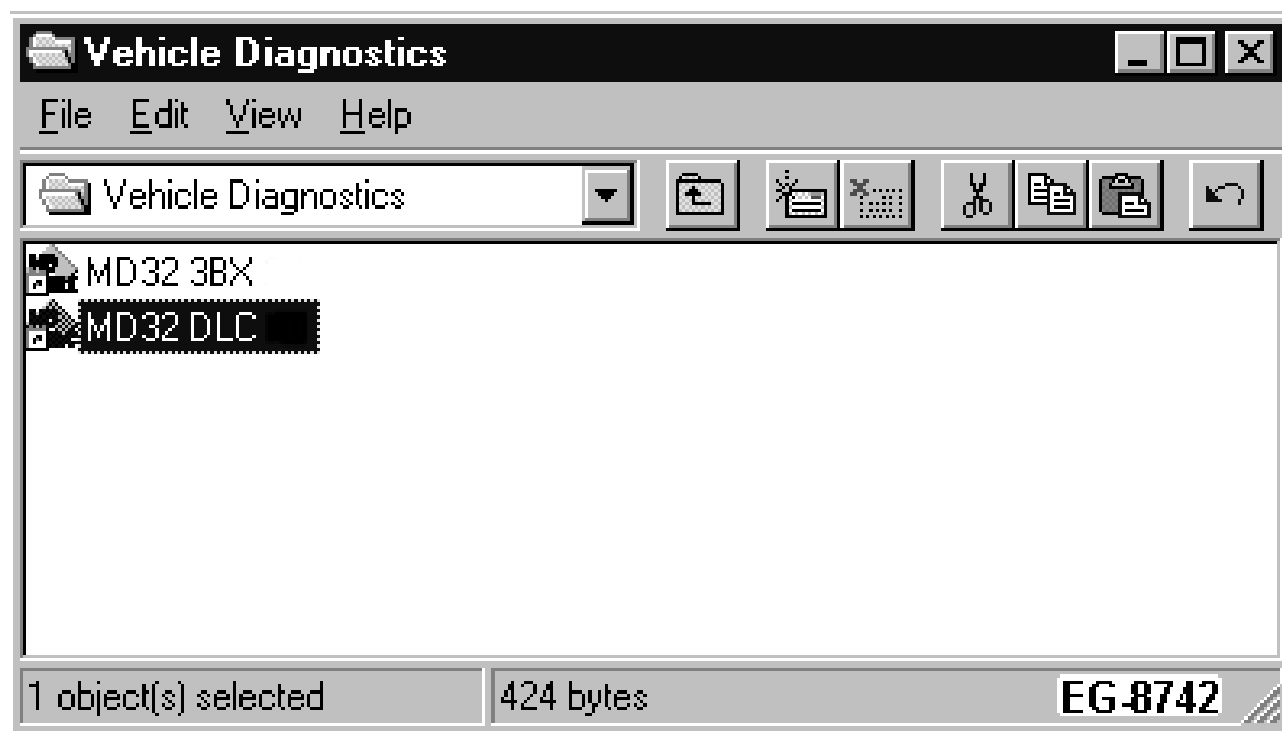 Vehicle Diagnostics
File Edit View Help
Vehicle Diagnostics
MD32 3BX
MD32 DLC
1 object(s) selected 424 bytes EG-8742